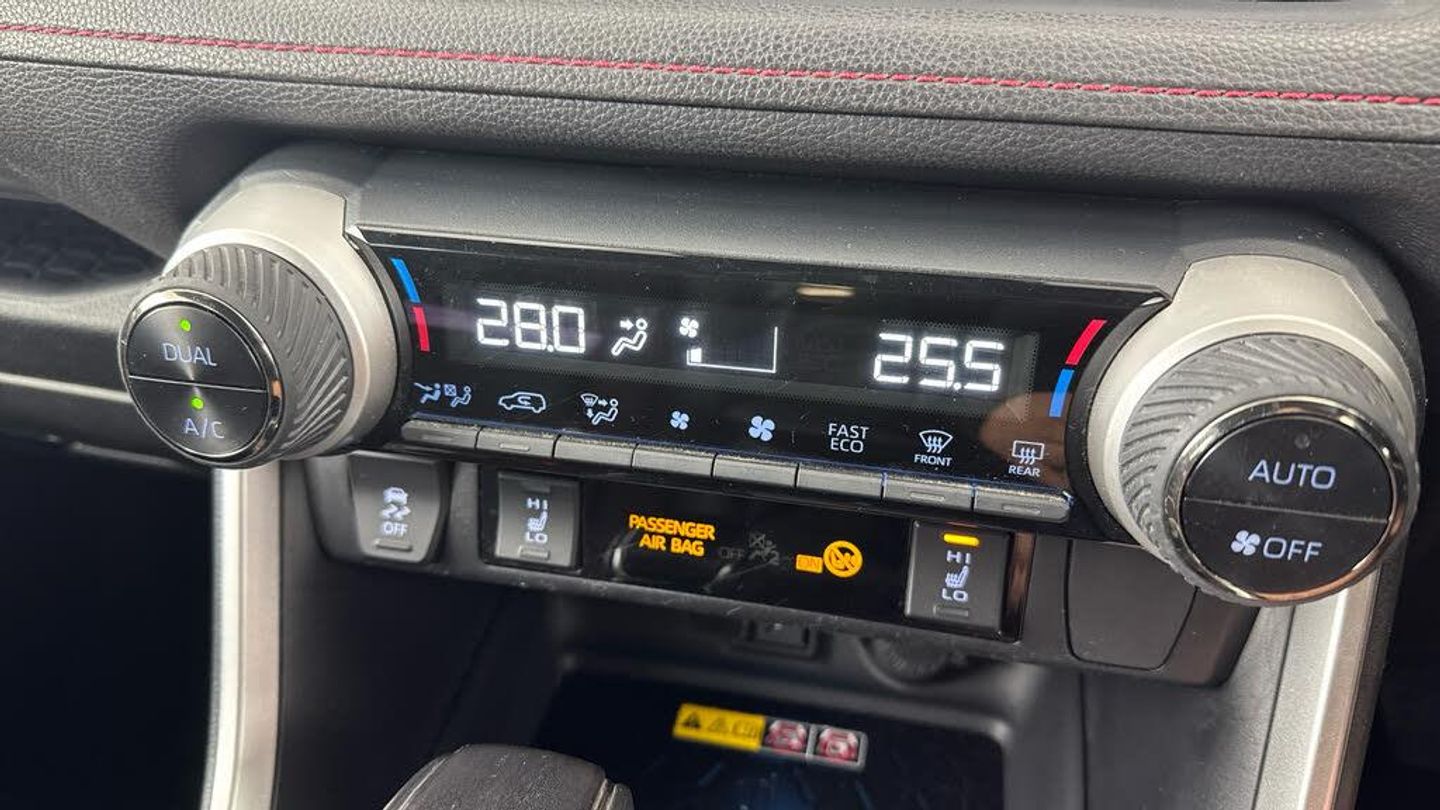 28.0
25.5
DUAL
A/C
FAST
ECO
FRONT
REAR
AUTO
OFF
OFF
HI
LO
PASSENGER
AIR BAG
OFF
ON
HI
LO